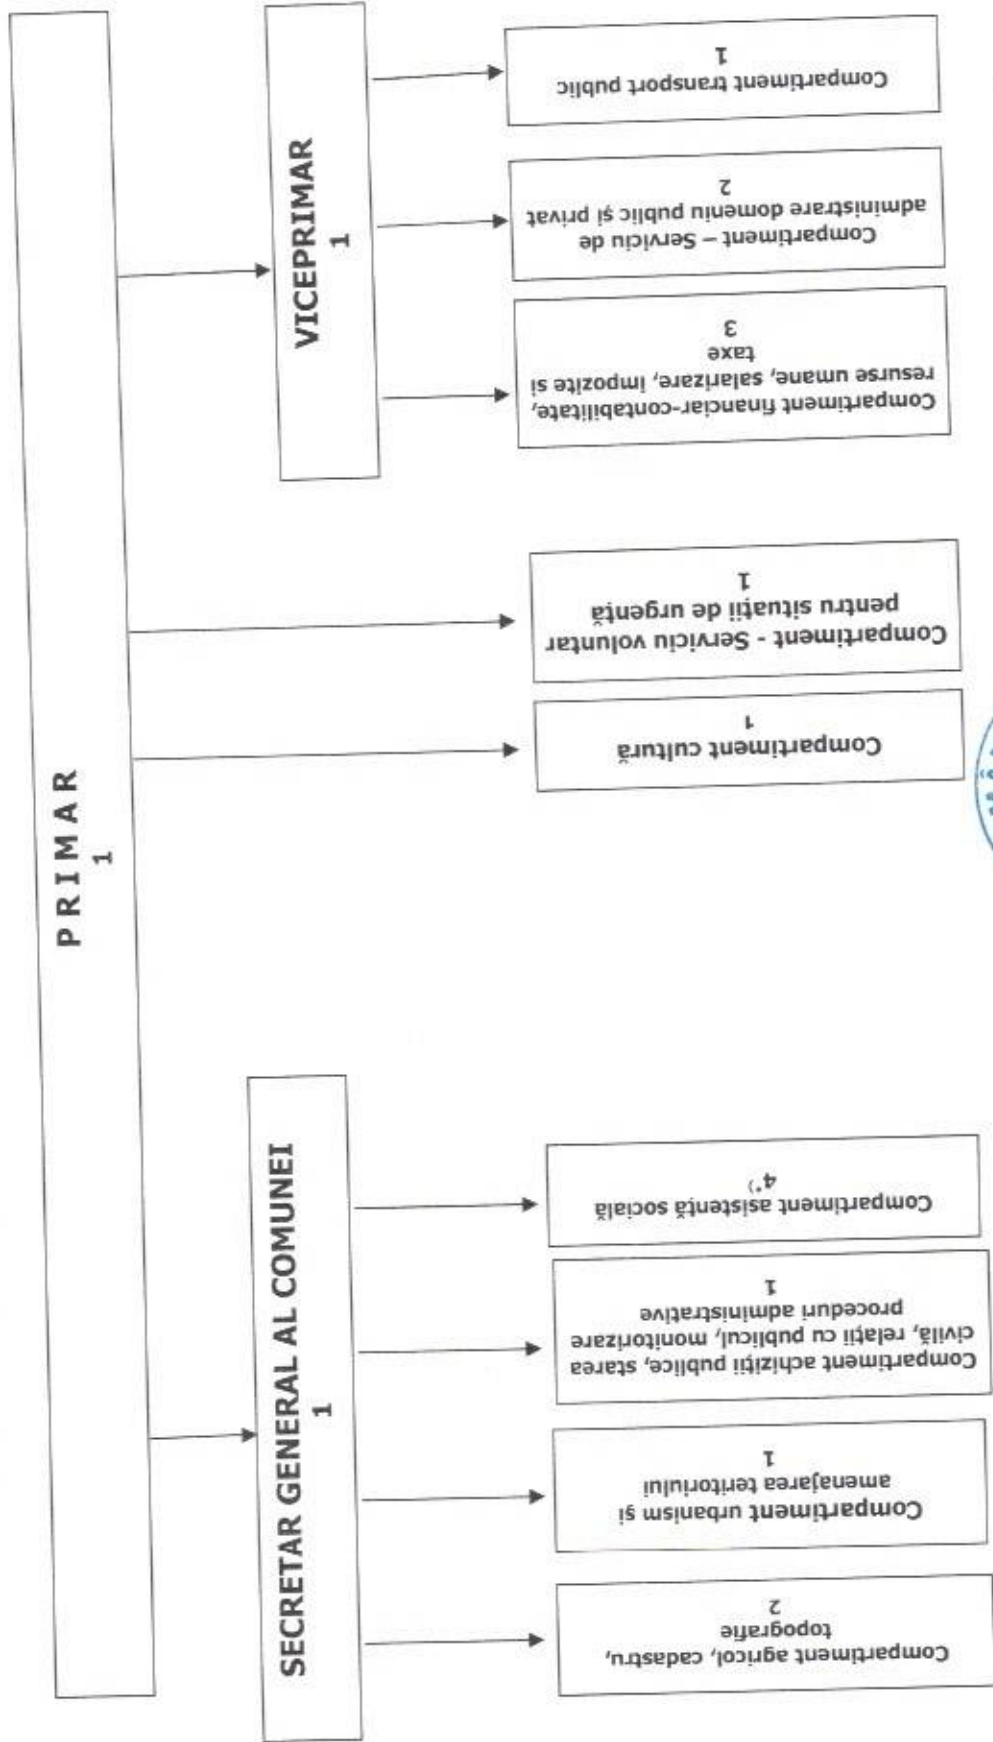 PRIMAR
1
SECRETAR GENERAL AL COMUNEI
1
VICEPRIMAR
1
Compartiment agricol, cadastru,
topografie
2
Compartiment urbanism și
amenajarea teritoriului
1
Compartiment achiziții publice, starea
civilă, relații cu publicul, monitorizare
proceduri administrative
1
Compartiment asistență socială
4*)
Compartiment cultură
1
Compartiment - Serviciu voluntar
pentru situații de urgență
1
Compartiment financiar-contabilitate,
resurse umane, salarizare, impozite si
taxe
3
Compartiment – Serviciu de
administrare domeniu public și privat
2
Compartiment transport public
1